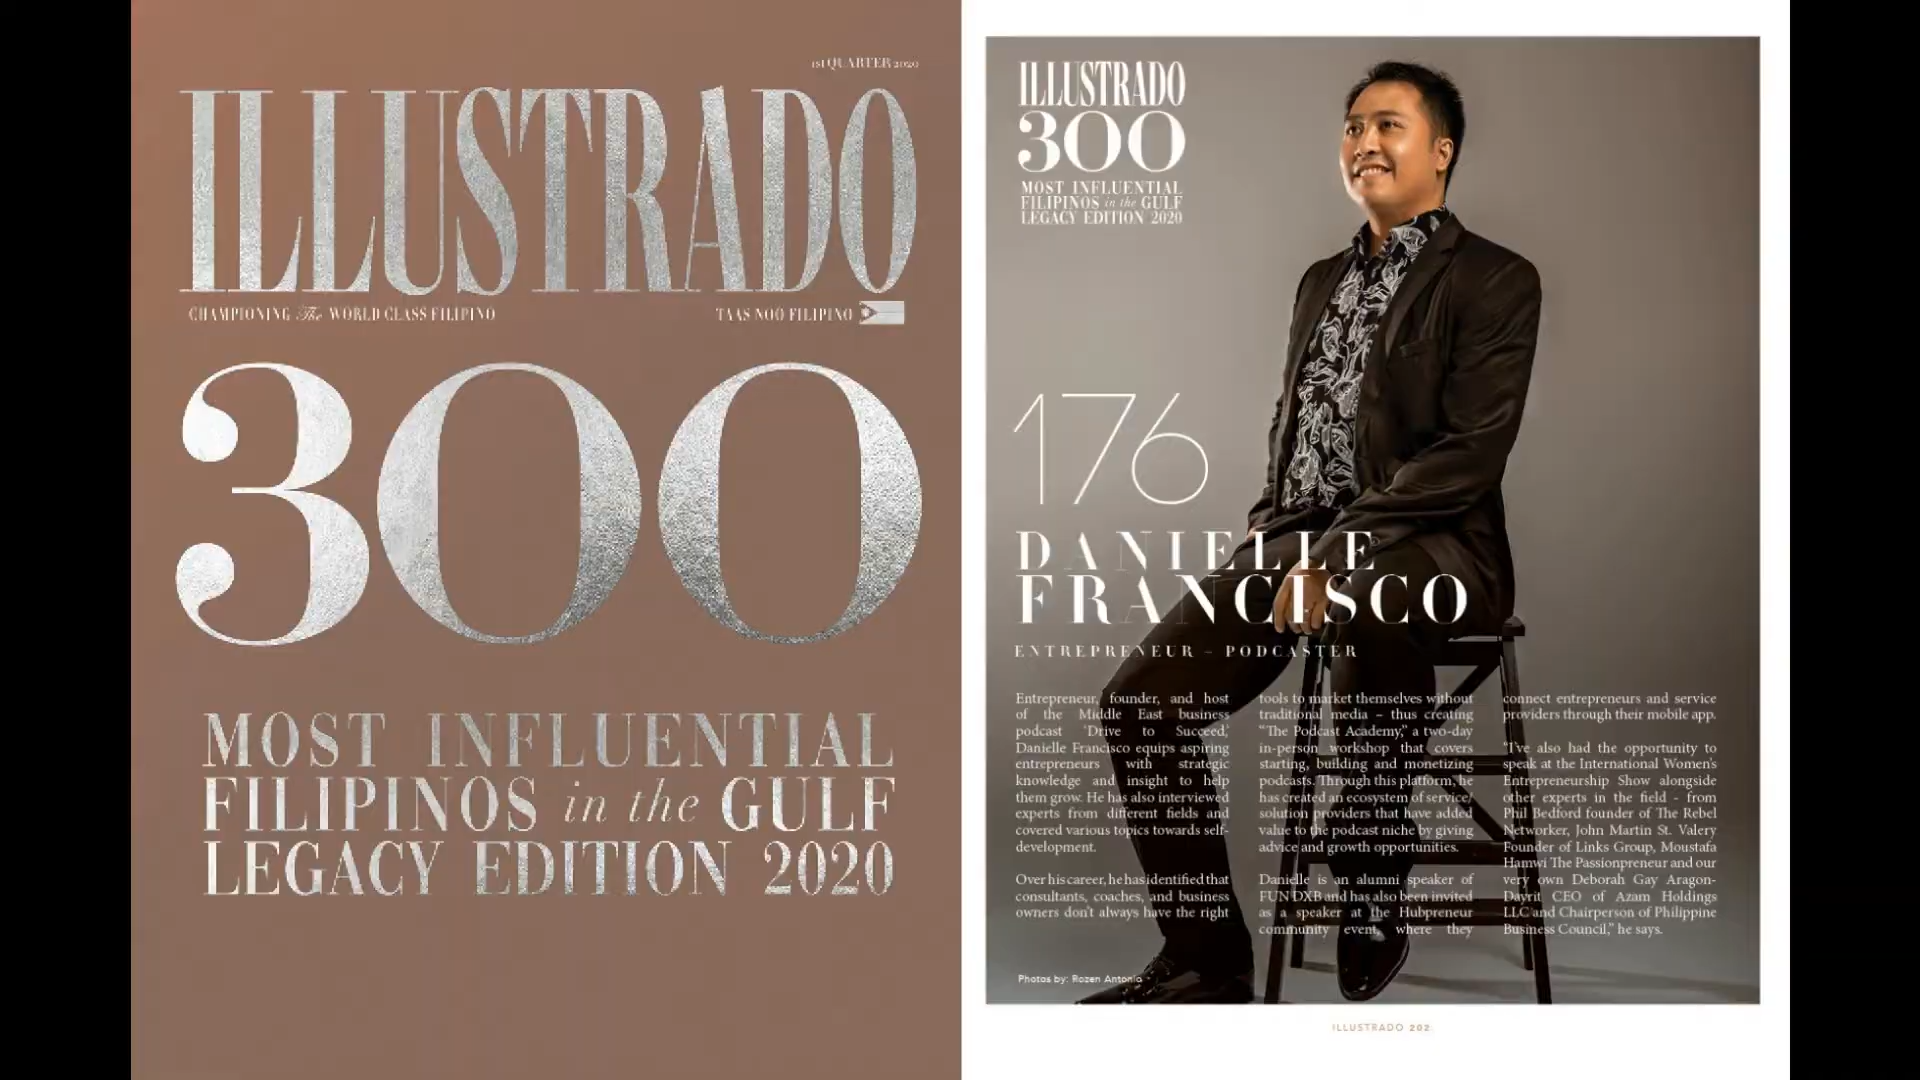 1st QUARTER 2020
ILLUSTRADO
CHAMPIONING The WORLD CLASS FILIPINO
TAAS NOO FILIPINO
300
MOST INFLUENTIAL
FILIPINOS in the GULF
LEGACY EDITION 2020
ILLUSTRADO
300
MOST INFLUENTIAL
FILIPINOS in the GULF
LEGACY EDITION 2020
176
DANIELLE
FRANCISCO
ENTREPRENEUR – PODCASTER
Entrepreneur, founder, and host
of the Middle East business
podcast 'Drive to Succeed,'
Danielle Francisco equips aspiring
entrepreneurs with strategic
knowledge and insight to help
them grow. He has also interviewed
experts from different fields and
covered various topics towards self-
development.
Over his career, he has identified that
consultants, coaches, and business
owners don't always have the right
tools to market themselves without
traditional media – thus creating
"The Podcast Academy," a two-day
in-person workshop that covers
starting, building and monetizing
podcasts. Through this platform, he
has created an ecosystem of service/
solution providers that have added
value to the podcast niche by giving
advice and growth opportunities.
Danielle is an alumni speaker of
FUN DXB and has also been invited
as a speaker at the Hubpreneur
community event, where they
connect entrepreneurs and service
providers through their mobile app.
"I've also had the opportunity to
speak at the International Women's
Entrepreneurship Show alongside
other experts in the field - from
Phil Bedford founder of The Rebel
Networker, John Martin St. Valery
Founder of Links Group, Moustafa
Hamwi The Passionpreneur and our
very own Deborah Gay Aragon-
Dayrit CEO of Azam Holdings
LLC and Chairperson of Philippine
Business Council," he says.
Photos by: Rozen Antonio
ILLUSTRADO 202